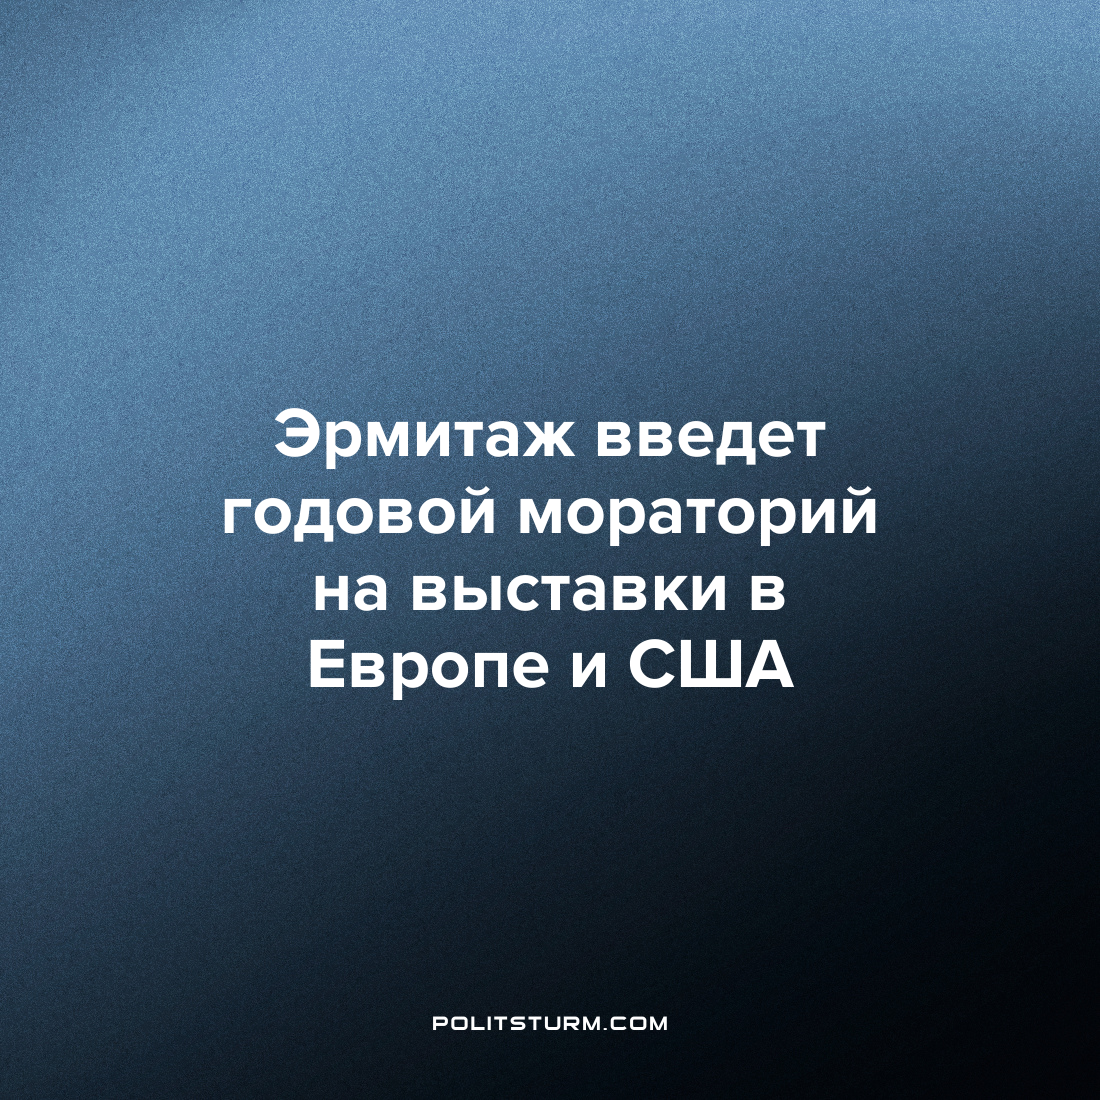 Эрмитаж введет
годовой мораторий
на выставки в
Европе и США
POLITSTURM.COM